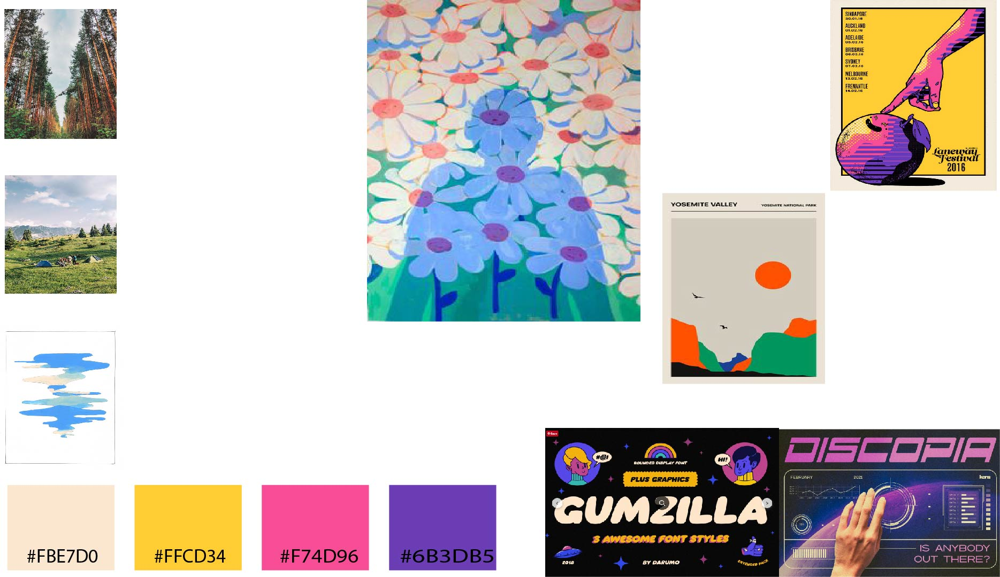 SINGAPORE
30.01.16
AUCKLAND
01.02.16
ADELAIDE
05.02.16
BRISBANE
06.02.16
SYDNEY
07.02.16
MELBOURNE
13.02.16
FREMANTLE
14.02.16
Laneway
Festival
2016
YOSEMITE VALLEY YOSEMITE NATIONAL PARK
#FBE7D0
#FFCD34
#F74D96
#6B3DB5
Save
#@!
HI!
ROUNDED DISPLAY FONT
PLUS GRAPHICS
GUMZILLA
3 AWESOME FONT STYLES
2018
BY DARUMO
EXTENDED PACK
DISCOPIA
FEBRUARY 2021
IS ANYBODY
OUT THERE?